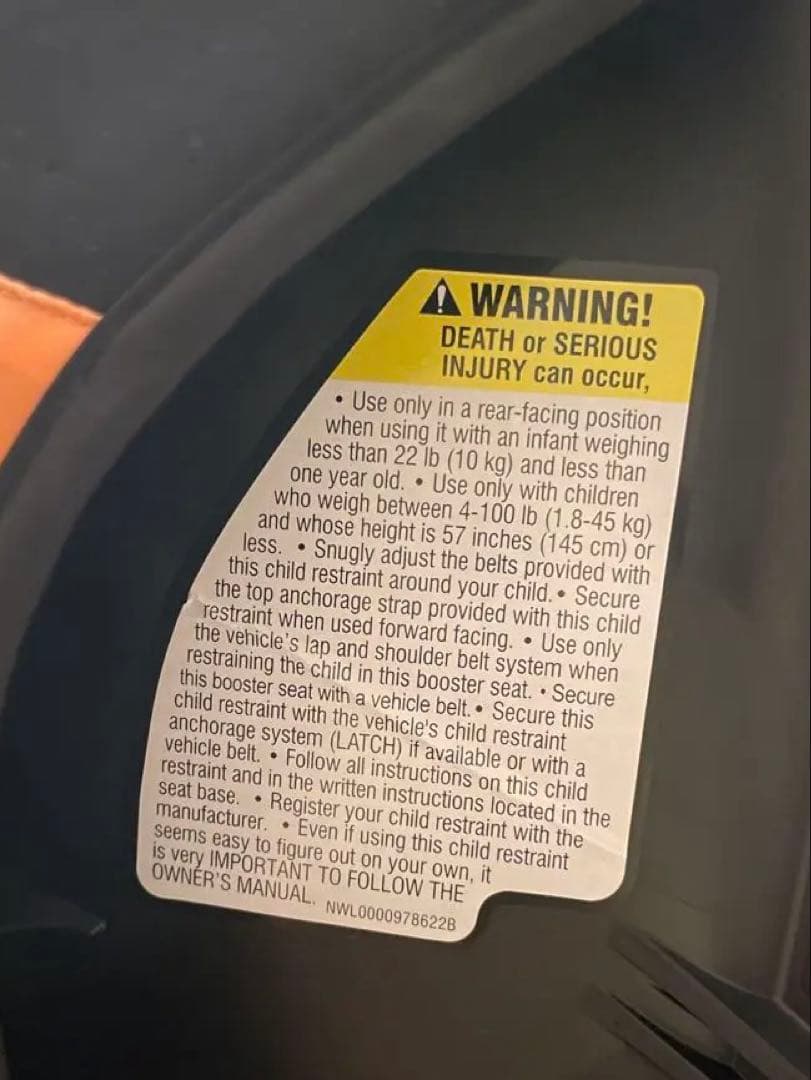 WARNING!
DEATH or SERIOUS
INJURY can occur,
• Use only in a rear-facing position
when using it with an infant weighing
less than 22 lb (10 kg) and less than
one year old. • Use only with children
who weigh between 4-100 lb (1.8-45 kg)
and whose height is 57 inches (145 cm) or
less. • Snugly adjust the belts provided with
this child restraint around your child. • Secure
the top anchorage strap provided with this child
restraint when used forward facing. • Use only
the vehicle's lap and shoulder belt system when
restraining the child in this booster seat. • Secure
this booster seat with a vehicle belt. • Secure this
child restraint with the vehicle's child restraint
anchorage system (LATCH) if available or with a
vehicle belt. • Follow all instructions on this child
restraint and in the written instructions located in the
seat base. • Register your child restraint with the
manufacturer. • Even if using this child restraint
seems easy to figure out on your own, it
is very IMPORTANT TO FOLLOW THE
OWNER'S MANUAL. NWL0000978622B